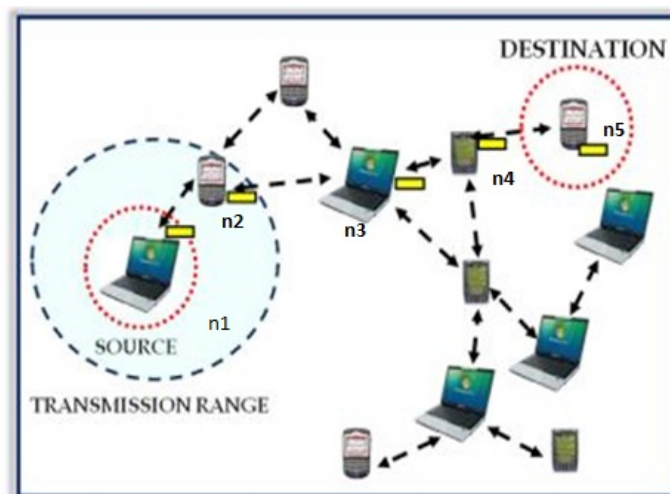 DESTINATION
n5
n4
n2
n3
n1
SOURCE
TRANSMISSION RANGE